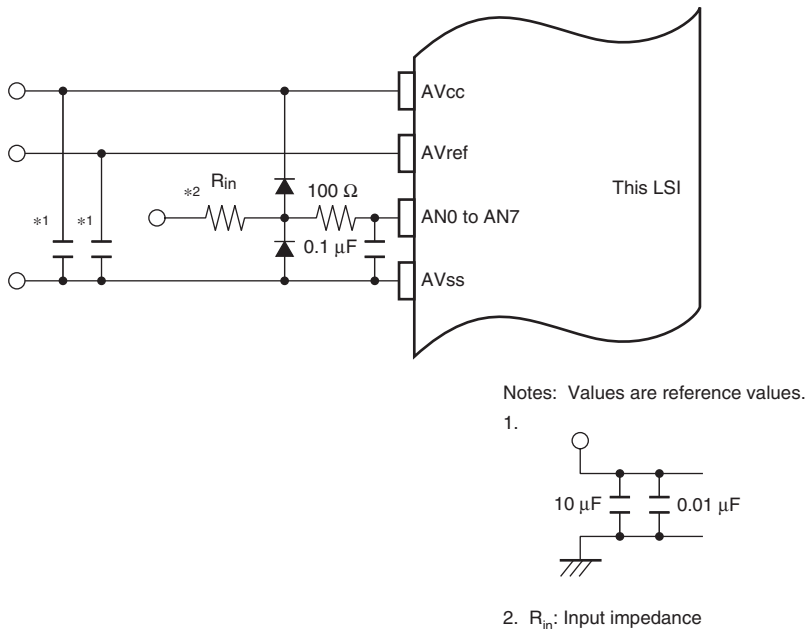 AVcc
AVref
*2 Rin 100 Ω
This LSI
*1 *1
AN0 to AN7
0.1 μF
AVss
Notes: Values are reference values.
1.
10 μF 0.01 μF
2. Rin: Input impedance